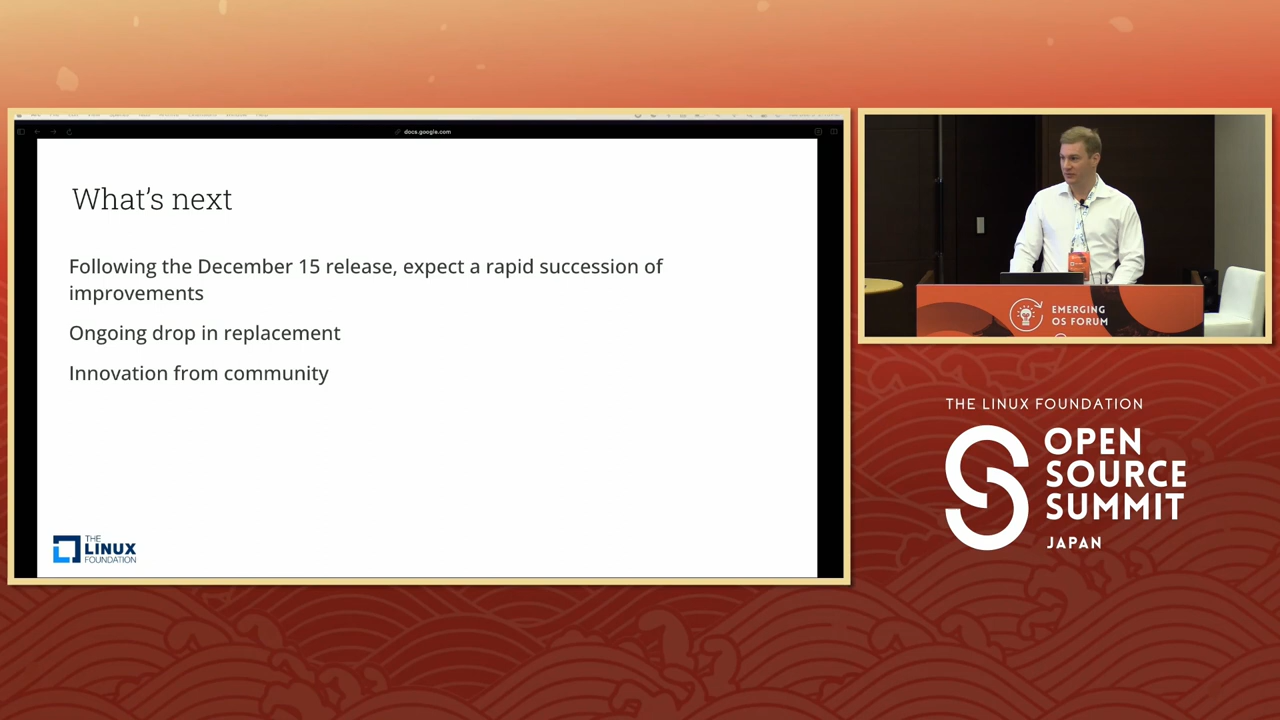 docs.google.com
What's next
Following the December 15 release, expect a rapid succession of
improvements
Ongoing drop in replacement
Innovation from community
THE
LINUX
FOUNDATION
EMERGING
OS FORUM
THE LINUX FOUNDATION
OPEN
SOURCE
SUMMIT
JAPAN